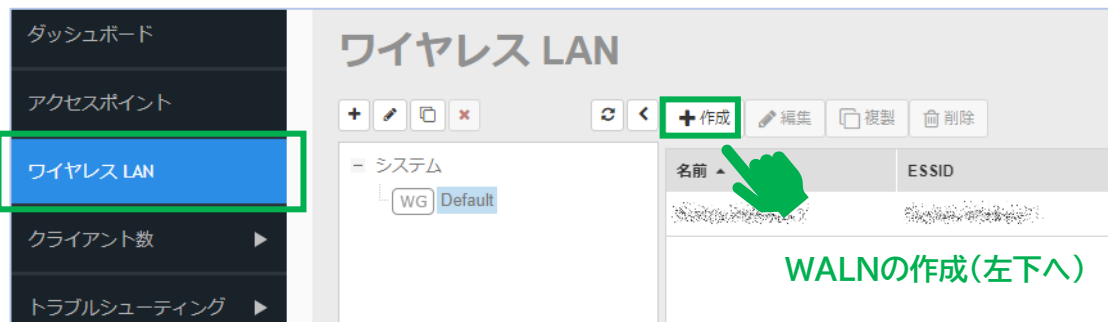 ダッシュボード
アクセスポイント
ワイヤレス LAN
クライアント数
トラブルシューティング
ワイヤレス LAN
作成 編集 複製 削除
システム
WG Default
名前 ESSID
WALNの作成(左下へ)